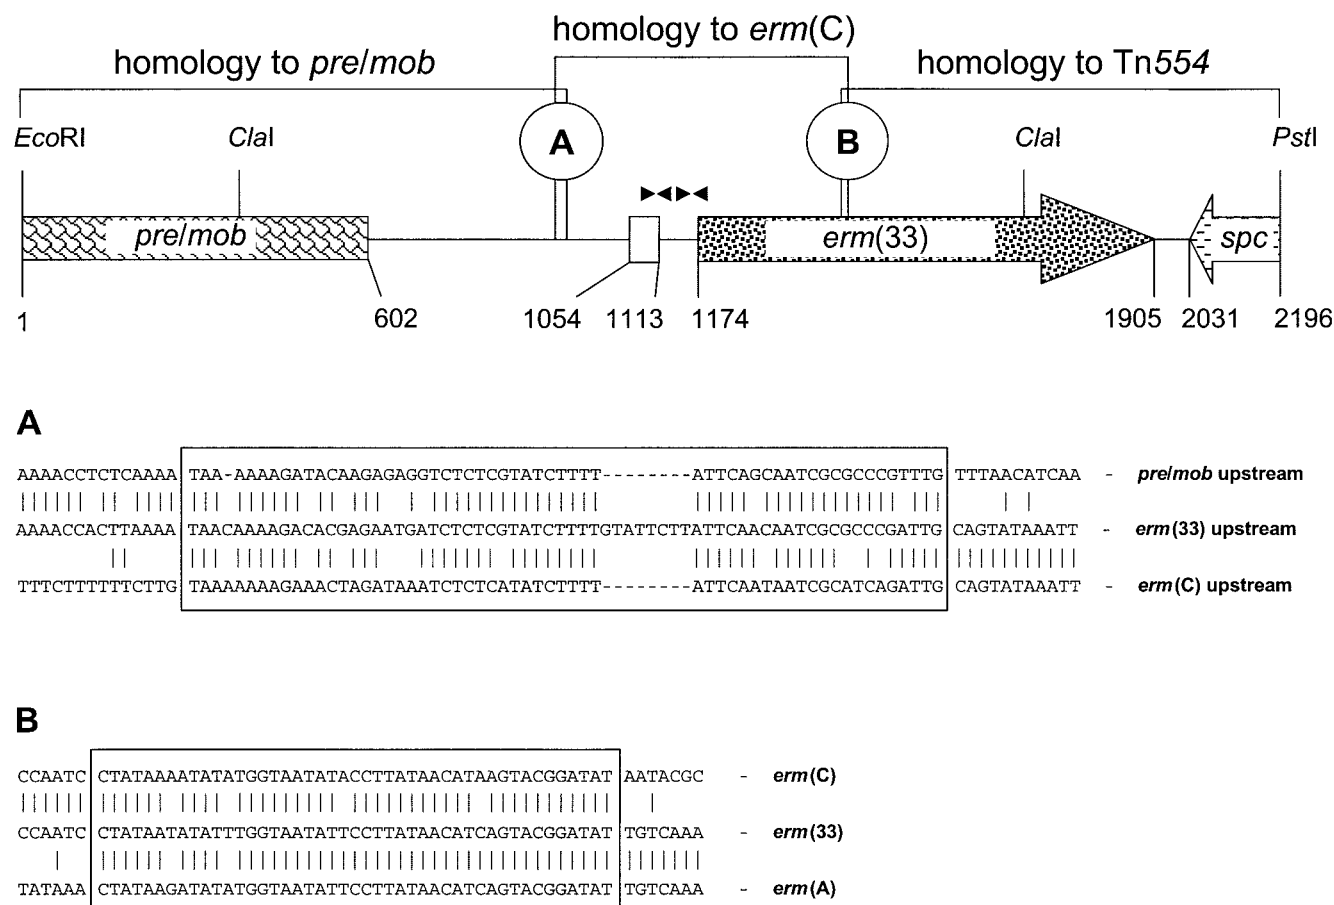 homology to erm(C)
homology to pre/mob
homology to Tn554
EcoRI ClaI A B ClaI PstI
pre/mob erm(33) spc
1 602 1054 1113 1174 1905 2031 2196
A
AAAACCTCTCAAAA TAA-AAAAGATACAAGAGAGGTCTCTCGTATCTTTT--------ATTCAGCAATCGCGCCCGTTTG TTTAACATCAA - pre/mob upstream
AAAACCACTTAAAA TAACAAAAGACACGAGAATGATCTCTCGTATCTTTTGTATTCTTATTCAACAATCGCGCCCGATTG CAGTATAAATT - erm(33) upstream
TTTCTTTTTTCTTG TAAAAAAAGAAACTAGATAAATCTCTCATATCTTTT--------ATTCAATAATCGCATCAGATTG CAGTATAAATT - erm(C) upstream
B
CCAATC CTATAAAATATATGGTAATATACCTTATAACATAAGTACGGATAT AATACGC - erm(C)
CCAATC CTATAATATATTTGGTAATATTCCTTATAACATCAGTACGGATAT TGTCAAA - erm(33)
TATAAA CTATAAGATATATGGTAATATTCCTTATAACATCAGTACGGATAT TGTCAAA - erm(A)